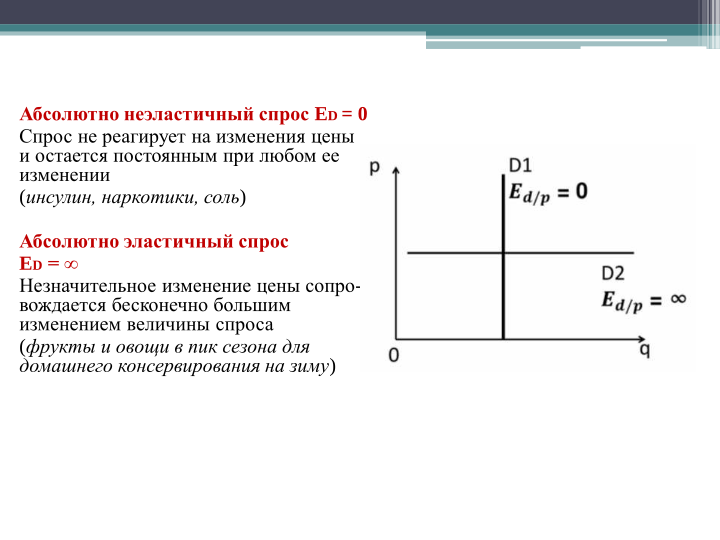 Абсолютно неэластичный спрос ED = 0
Спрос не реагирует на изменения цены
и остается постоянным при любом ее
изменении
(инсулин, наркотики, соль)
Абсолютно эластичный спрос
ED = ∞
Незначительное изменение цены сопро-
вождается бесконечно большим
изменением величины спроса
(фрукты и овощи в пик сезона для
домашнего консервирования на зиму)
p
D1
E d/p = 0
D2
E d/p = ∞
0
q